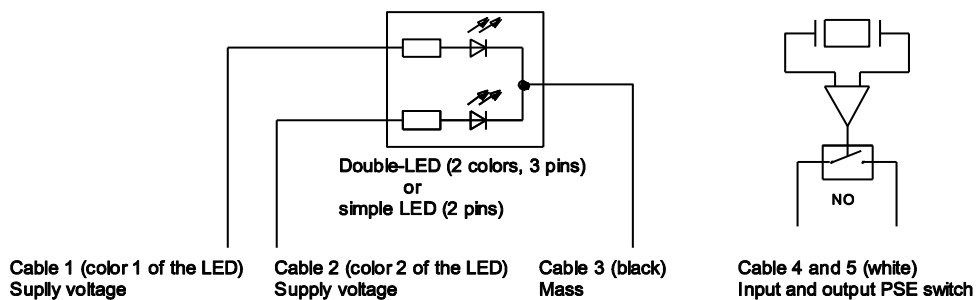 Double-LED (2 colors, 3 pins)
or
simple LED (2 pins)
NO
Cable 1 (color 1 of the LED)
Suplly voltage
Cable 2 (color 2 of the LED)
Supply voltage
Cable 3 (black)
Mass
Cable 4 and 5 (white)
Input and output PSE switch